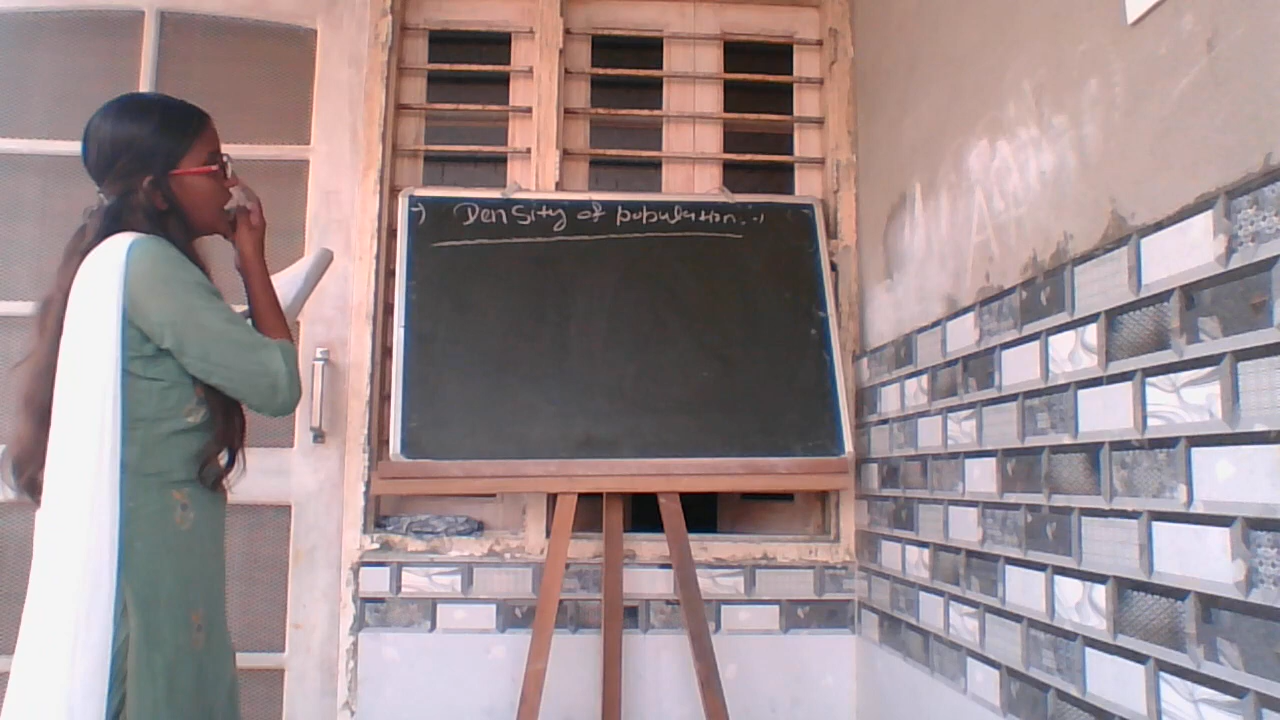 →) Density of population :-